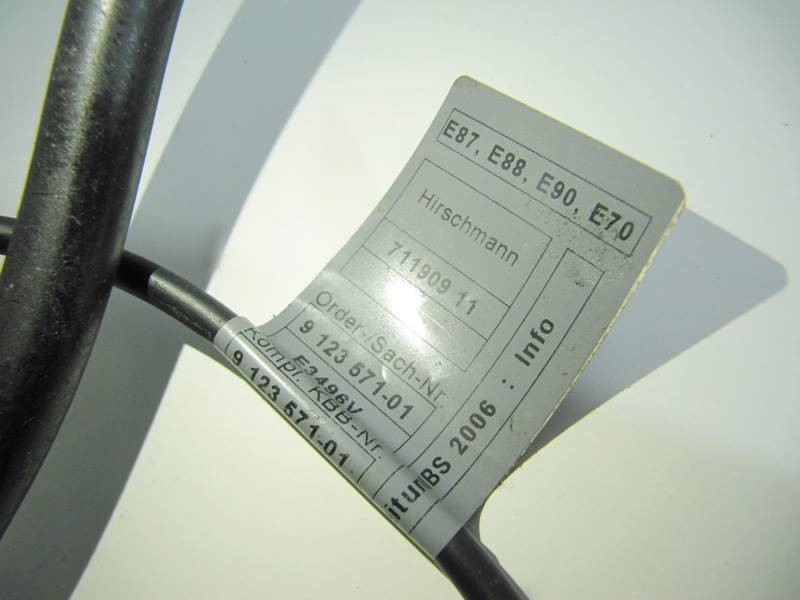 E87, E88, E90, E70
Hirschmann
711909 11
Order-/Sach-Nr.
9 123 571-01
E3496V
Kompl. KBB-Nr.
9 123 571-01
BS 2006 : Info